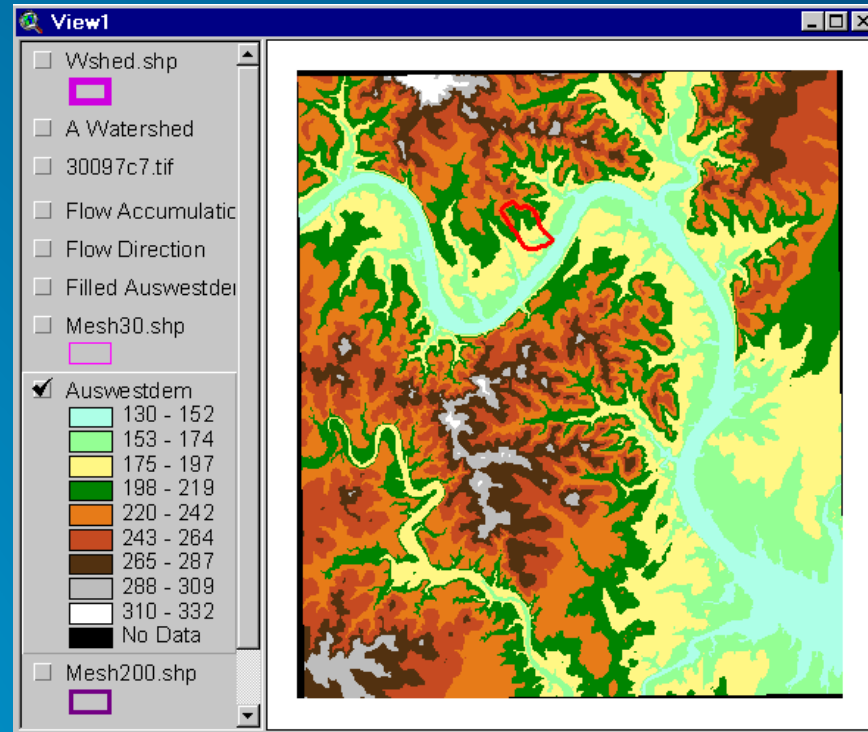 View1
Wshed.shp
A Watershed
30097c7.tif
Flow Accumulatic
Flow Direction
Filled Auswestder
Mesh30.shp
Auswestdem
130 - 152
153 - 174
175 - 197
198 - 219
220 - 242
243 - 264
265 - 287
288 - 309
310 - 332
No Data
Mesh200.shp